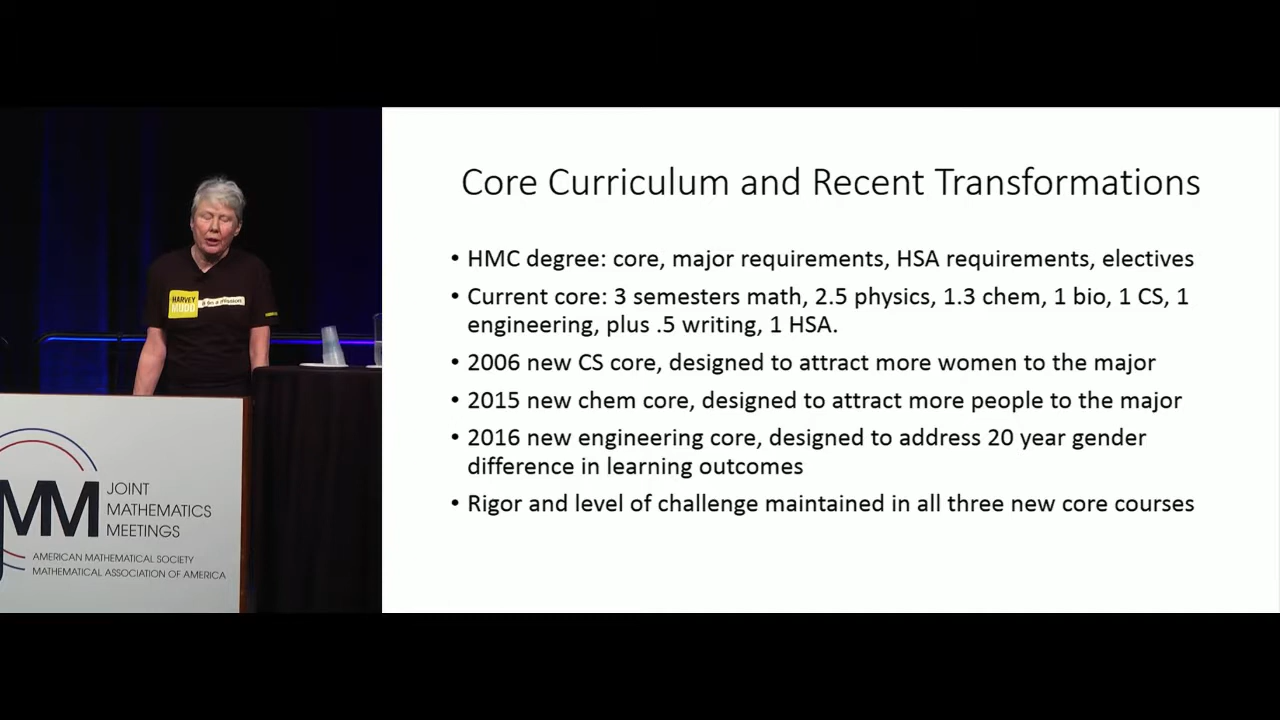 Core Curriculum and Recent Transformations
• HMC degree: core, major requirements, HSA requirements, electives
• Current core: 3 semesters math, 2.5 physics, 1.3 chem, 1 bio, 1 CS, 1
engineering, plus .5 writing, 1 HSA.
• 2006 new CS core, designed to attract more women to the major
• 2015 new chem core, designed to attract more people to the major
• 2016 new engineering core, designed to address 20 year gender
difference in learning outcomes
• Rigor and level of challenge maintained in all three new core courses
HARVEY
MUDD
MM
JOINT
MATHEMATICS
MEETINGS
AMERICAN MATHEMATICAL SOCIETY
MATHEMATICAL ASSOCIATION OF AMERICA